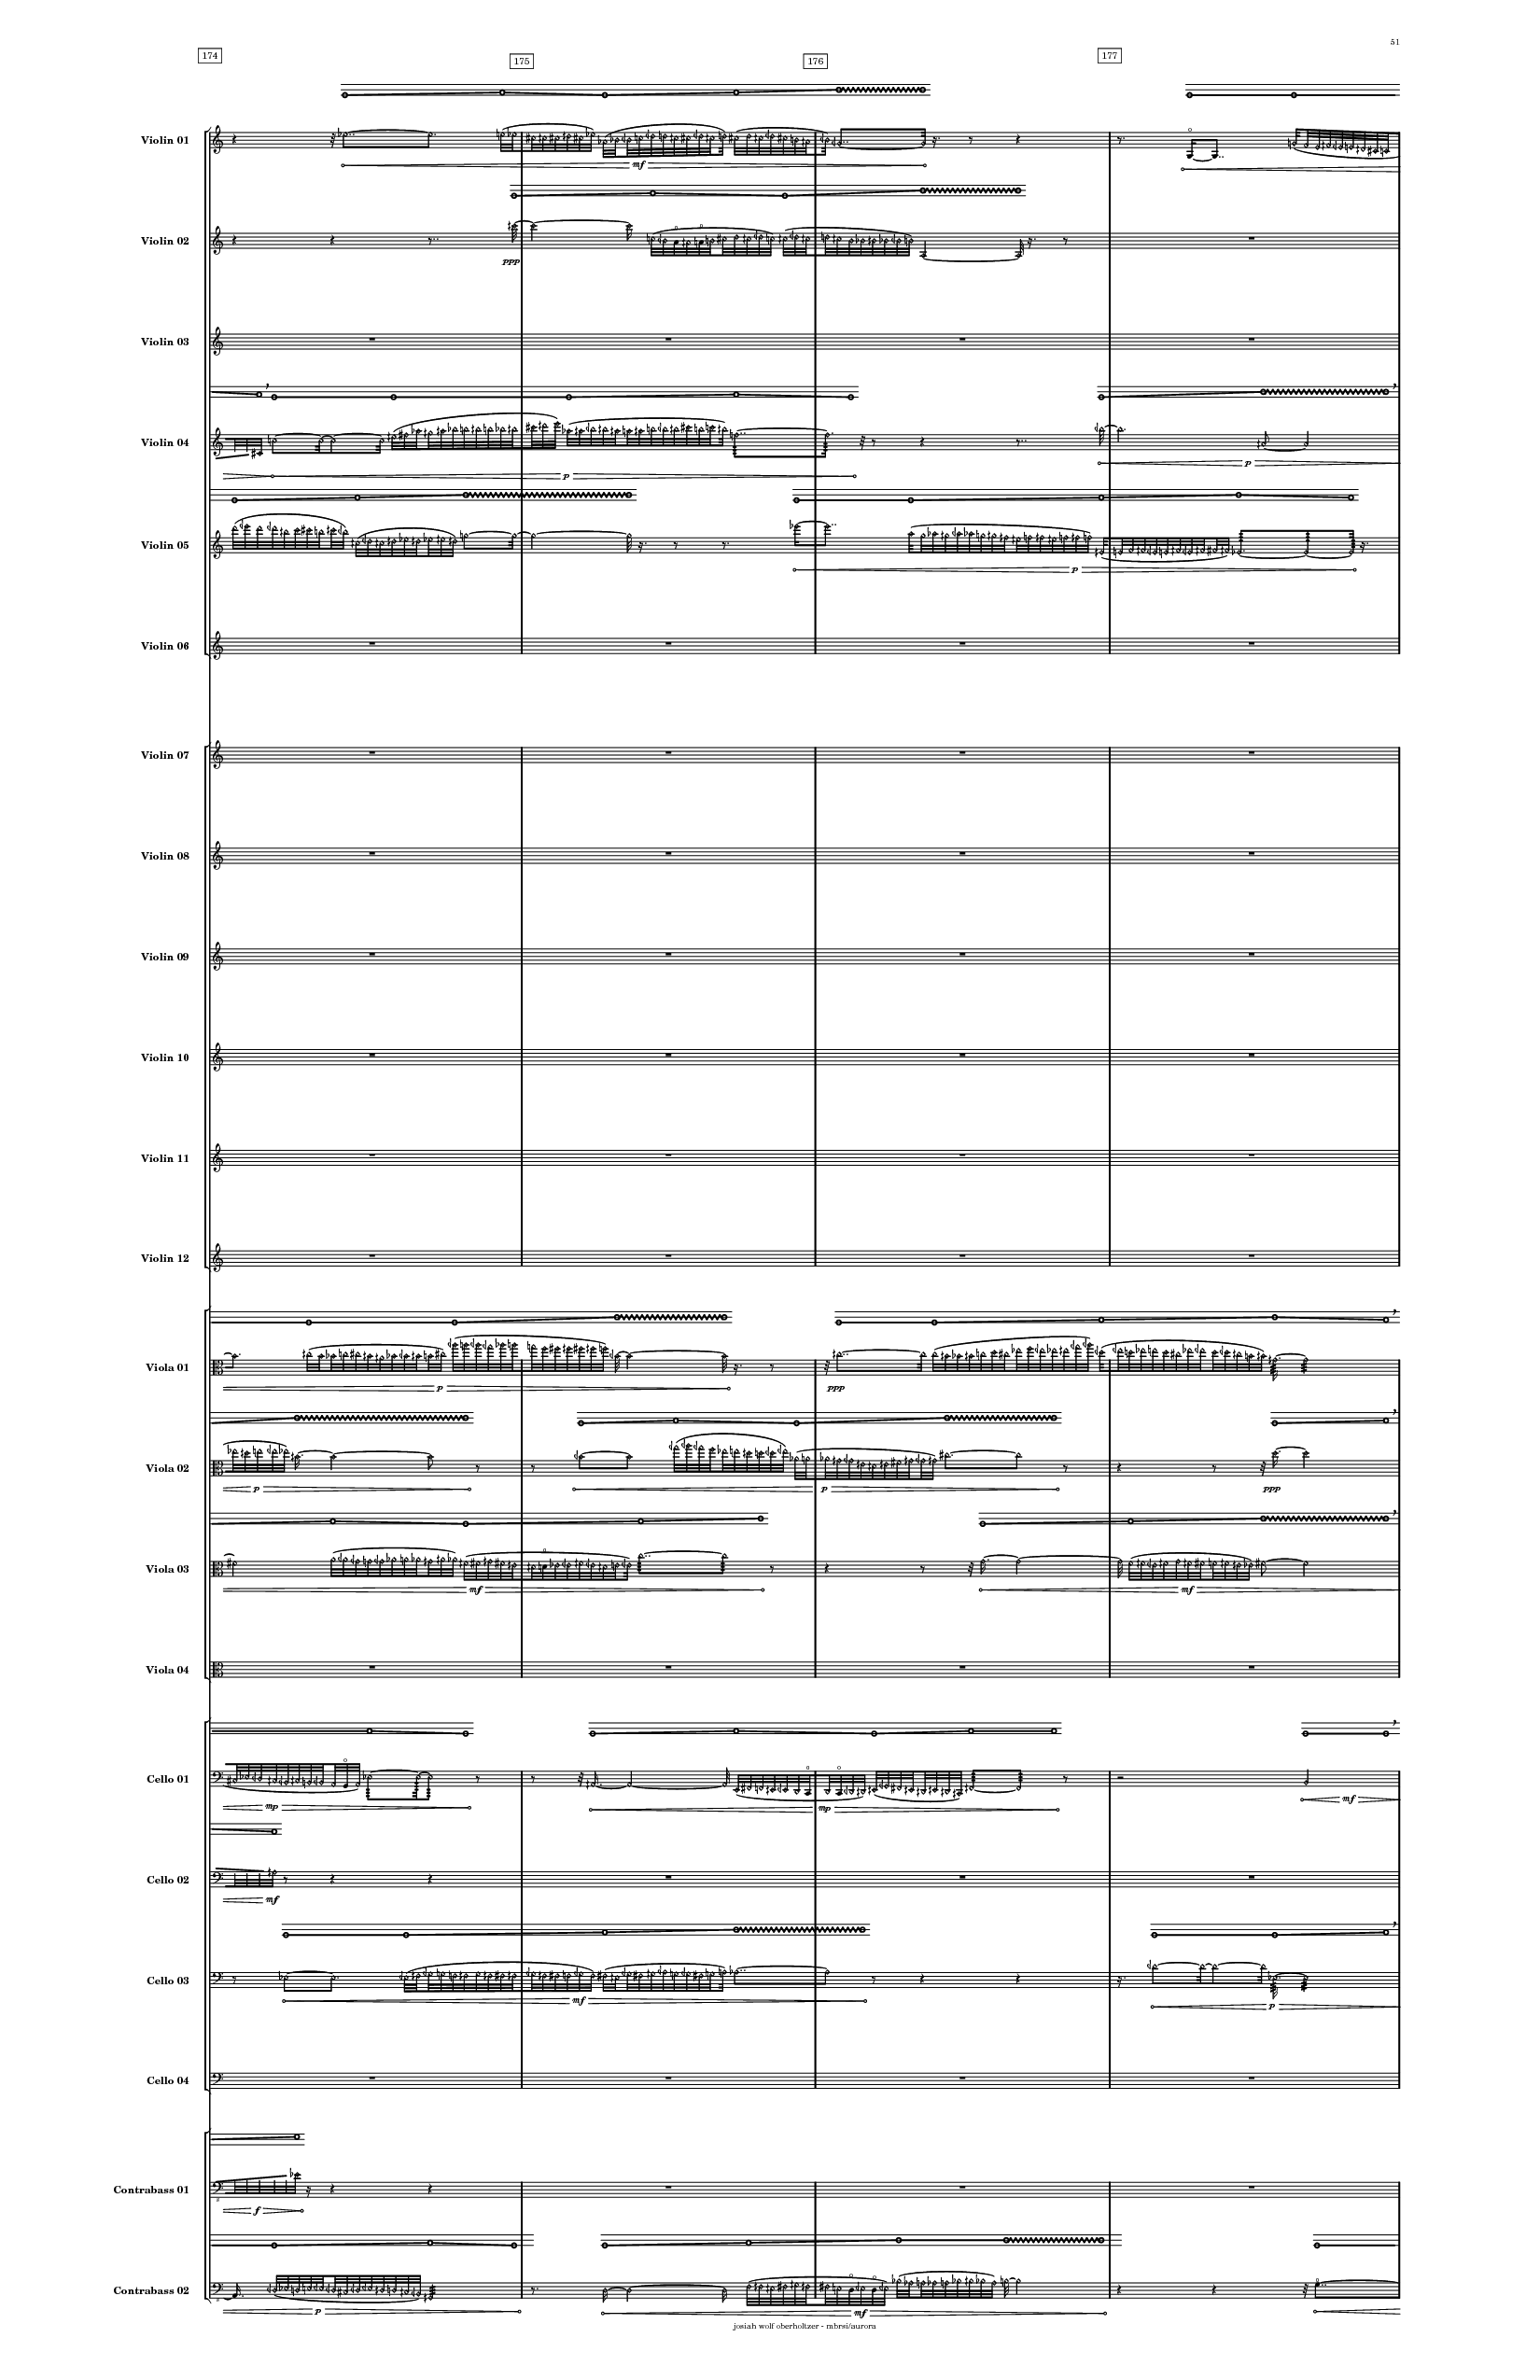 51
174
175
176
177
Violin 01
mf
Violin 02
ppp
Violin 03
Violin 04
p
p
Violin 05
p
Violin 06
Violin 07
Violin 08
Violin 09
Violin 10
Violin 11
Violin 12
Viola 01
p
ppp
Viola 02
p
p
ppp
Viola 03
mf
mf
Viola 04
Cello 01
mp
mp
mf
Cello 02
mf
Cello 03
mf
p
Cello 04
Contrabass 01
f
Contrabass 02
p
mf
josiah wolf oberholtzer - mbrsi/aurora